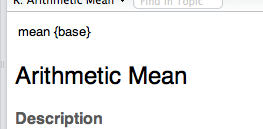 R: Arithmetic Mean
Find in Topic
mean {base}
Arithmetic Mean
Description